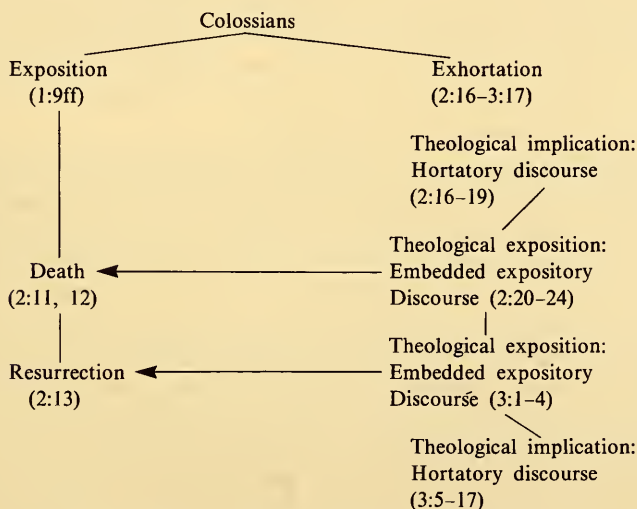 Colossians
Exposition
(1:9ff)
Exhortation
(2:16–3:17)
Theological implication:
Hortatory discourse
(2:16–19)
Death
(2:11, 12)
Theological exposition:
Embedded expository
Discourse (2:20–24)
Resurrection
(2:13)
Theological exposition:
Embedded expository
Discourse (3:1–4)
Theological implication:
Hortatory discourse
(3:5–17)